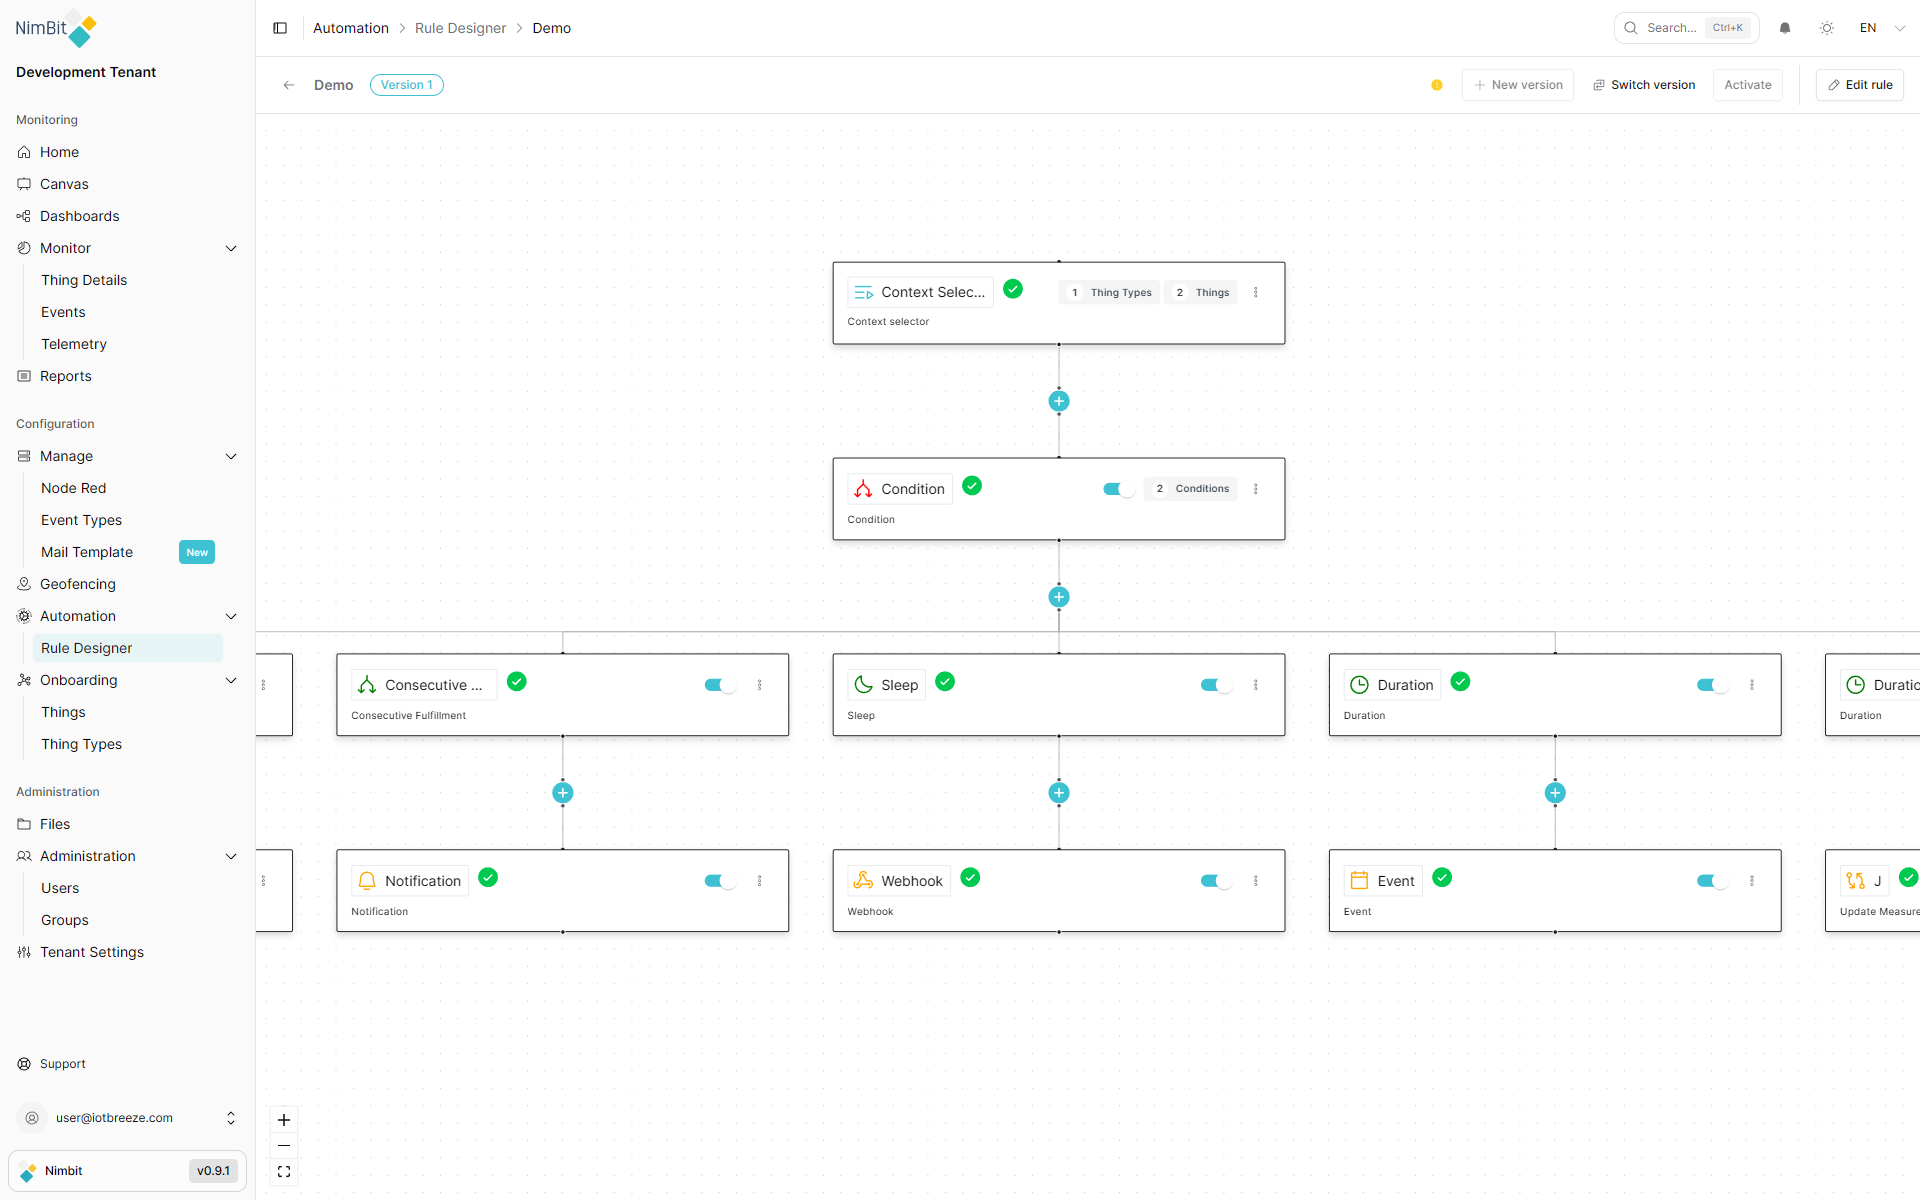 NimBit
Development Tenant
Monitoring
Home
Canvas
Dashboards
Monitor
Thing Details
Events
Telemetry
Reports
Configuration
Manage
Node Red
Event Types
Mail Template
New
Geofencing
Automation
Rule Designer
Onboarding
Things
Thing Types
Administration
Files
Administration
Users
Groups
Tenant Settings
Support
user@iotbreeze.com
Nimbit
v0.9.1
Automation
Rule Designer
Demo
Search...
Ctrl+K
EN
Demo
Version 1
New version
Switch version
Activate
Edit rule
Context Selec...
1 Thing Types
2 Things
Context selector
Condition
2 Conditions
Condition
Consecutive ...
Consecutive Fulfillment
Sleep
Sleep
Duration
Duration
Duratio
Duration
Notification
Notification
Webhook
Webhook
Event
Event
J
Update Measure